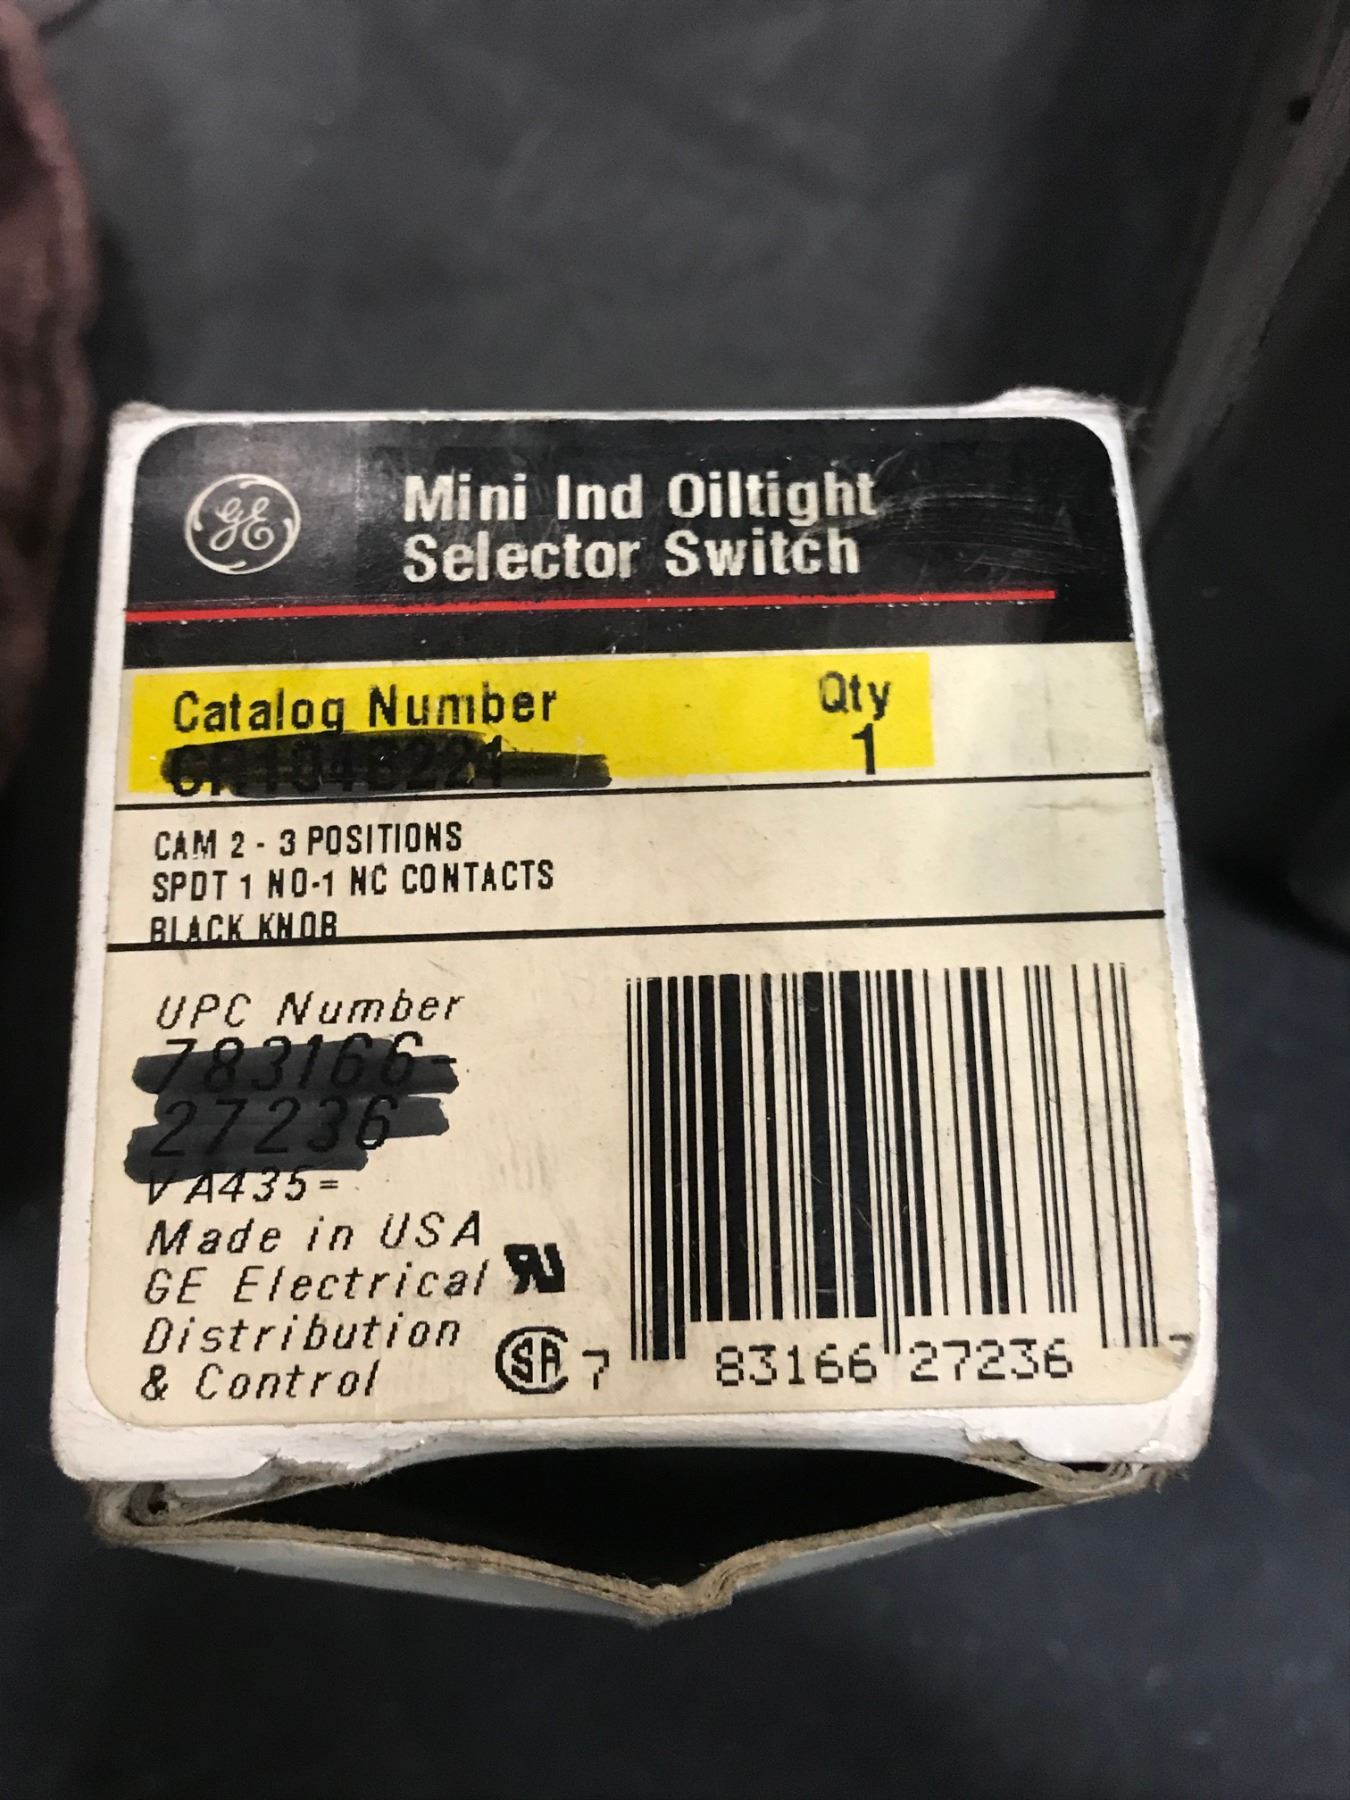 GE
Mini Ind Oiltight
Selector Switch
Catalog Number Qty
1
CAM 2 - 3 POSITIONS
SPDT 1 NO-1 NC CONTACTS
BLACK KNOB
UPC Number
783166-
27236
VA435=
Made in USA
GE Electrical
Distribution
& Control
7 83166 27236 7